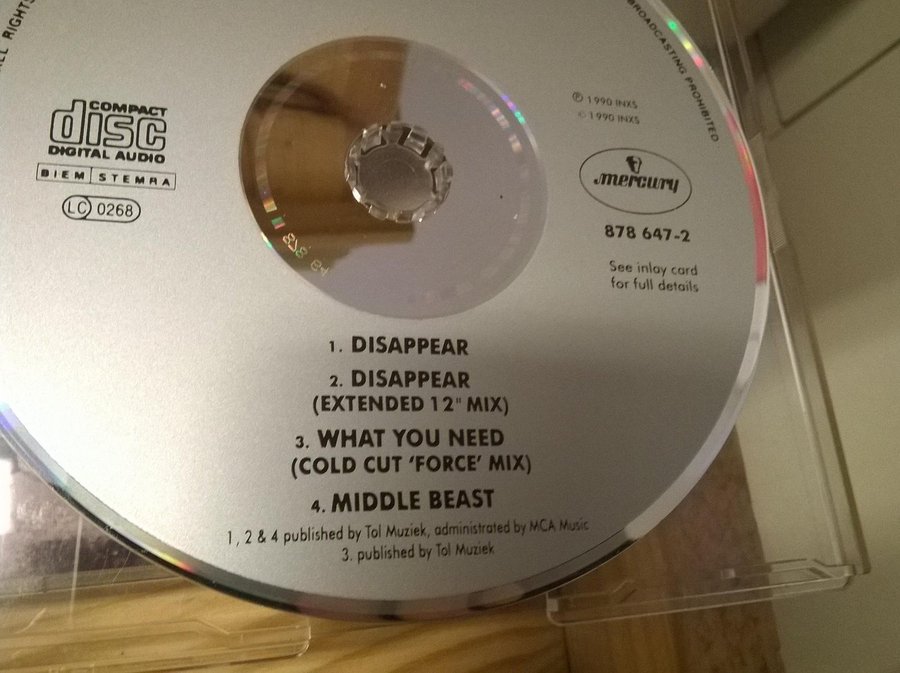 ALL RIGHTS
BROADCASTING PROHIBITED
COMPACT
disc
DIGITAL AUDIO
BIEM STEMRA
LC 0268
℗ 1990 INXS
© 1990 INXS
mercury
878 647-2
See inlay card
for full details
1. DISAPPEAR
2. DISAPPEAR
(EXTENDED 12" MIX)
3. WHAT YOU NEED
(COLD CUT 'FORCE' MIX)
4. MIDDLE BEAST
1, 2 & 4 published by Tol Muziek, administrated by MCA Music
3. published by Tol Muziek